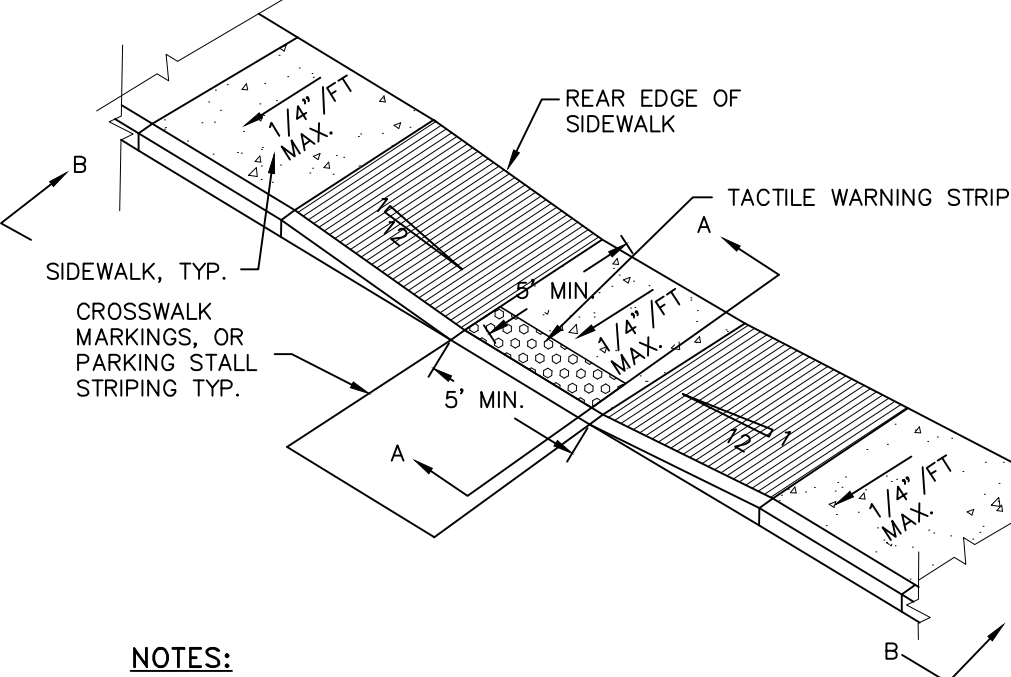 1/4" /FT
MAX.
REAR EDGE OF
SIDEWALK
B
TACTILE WARNING STRIP
1
12
A
SIDEWALK, TYP.
5' MIN.
CROSSWALK
MARKINGS, OR
PARKING STALL
STRIPING TYP.
1/4" /FT
MAX.
5' MIN.
1
12
A
1/4" /FT
MAX.
B
NOTES: